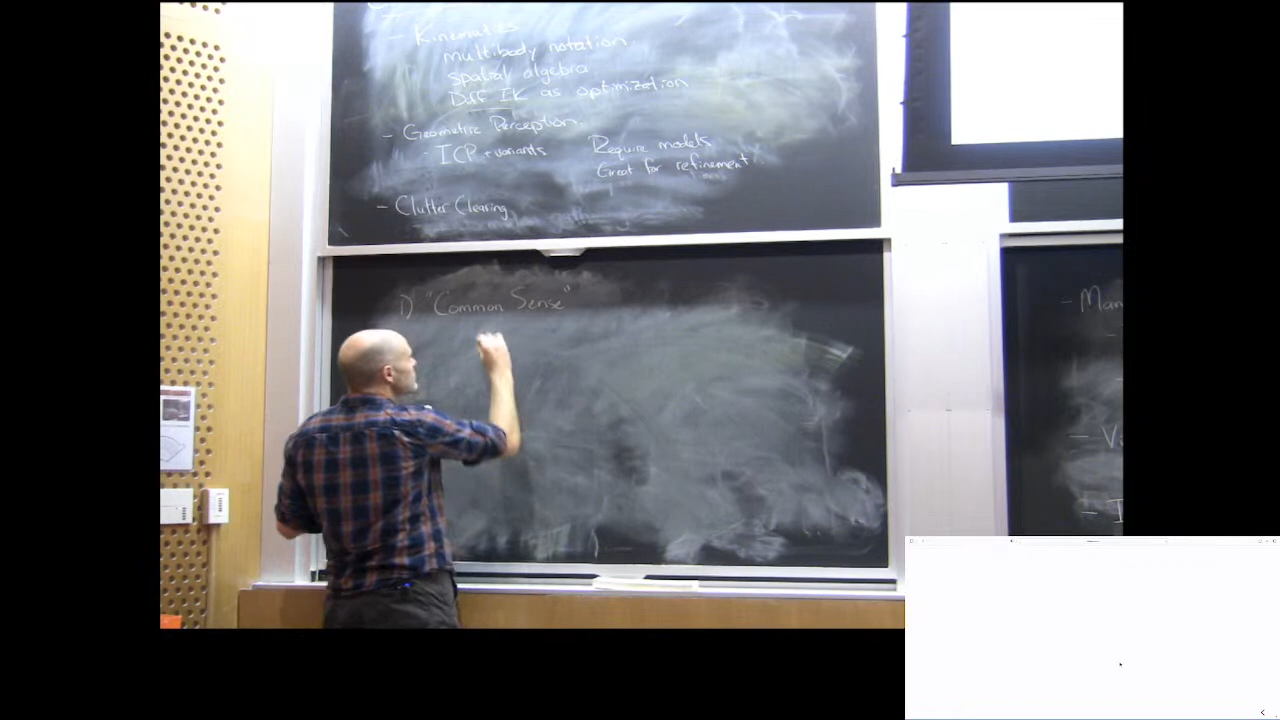 - Kinematics
multibody notation
spatial algebra
Diff IK as optimization
- Geometric Perception.
- ICP + variants
Require models
Great for refinement
- Clutter Clearing
1) "Common Sense"